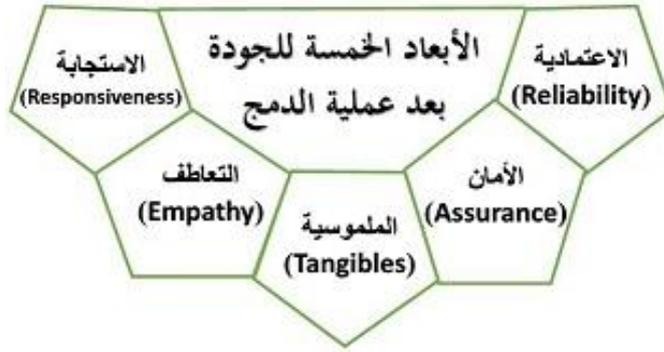 الأبعاد الخمسة للجودة
بعد عملية الدمج
الاعتمادية
(Reliability)
الأمان
(Assurance)
الملموسية
(Tangibles)
التعاطف
(Empathy)
الاستجابة
(Responsiveness)